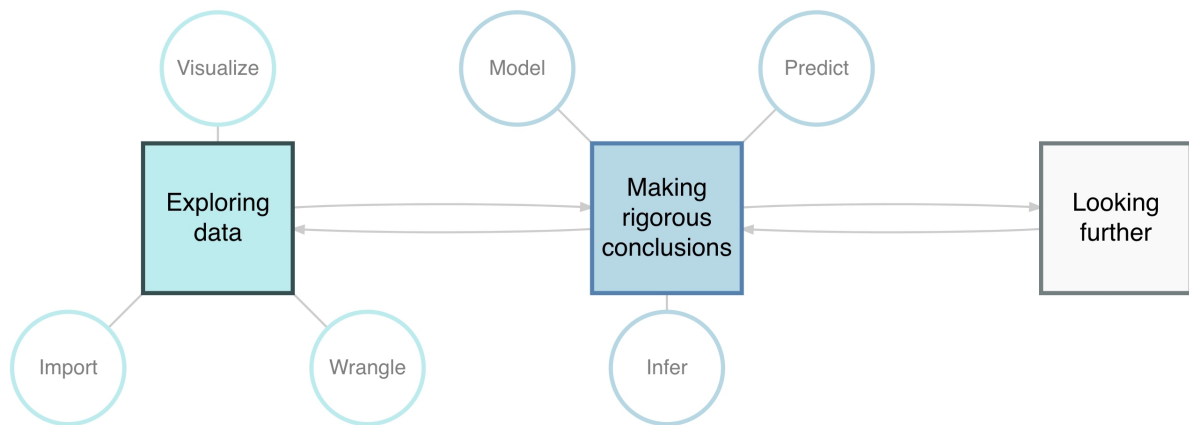 Visualize
Model
Predict
Exploring
data
Making
rigorous
conclusions
Looking
further
Import
Wrangle
Infer